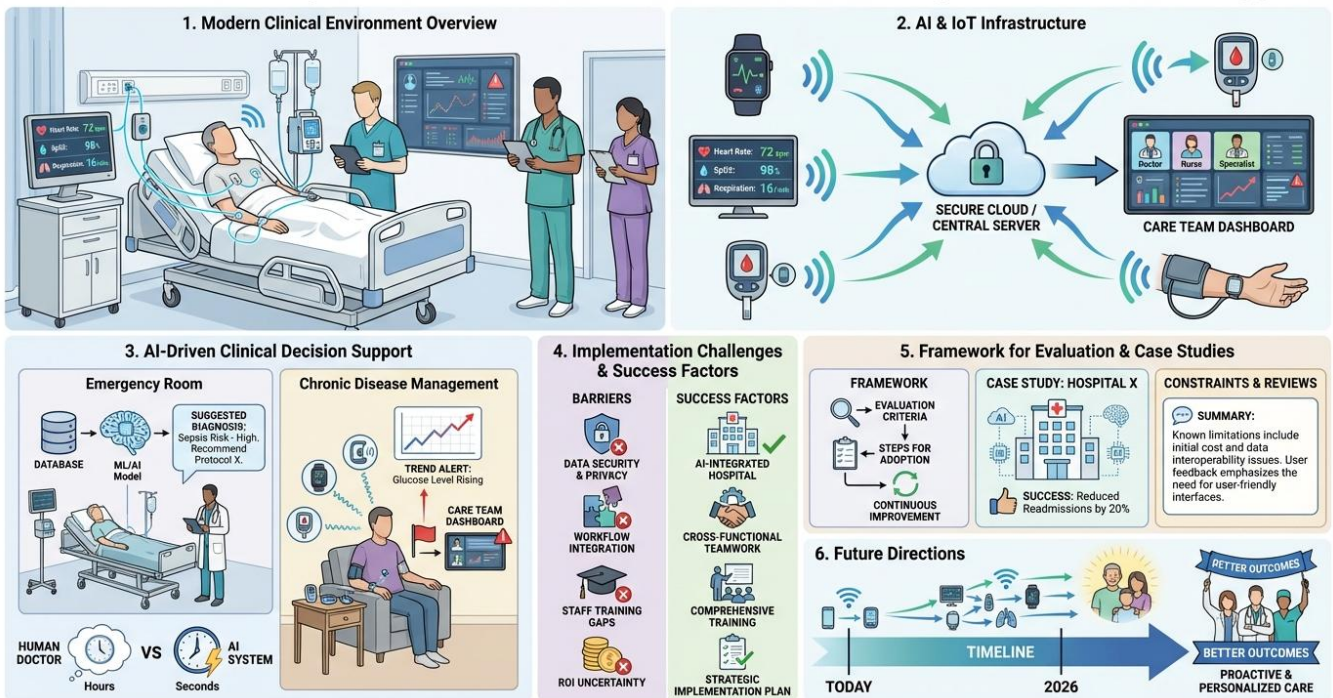 1. Modern Clinical Environment Overview
Heart Rate: 72
98
16
2. AI & IoT Infrastructure
Heart Rate: 72 bpm
SpO2: 98%
Respiration: 16
SECURE CLOUD /
CENTRAL SERVER
Doctor
Nurse
Specialist
CARE TEAM DASHBOARD
3. AI-Driven Clinical Decision Support
Emergency Room
DATABASE
ML/AI
Model
SUGGESTED
DIAGNOSIS:
Sepsis Risk - High.
Recommend
Protocol X.
HUMAN
DOCTOR
Hours
VS
AI
SYSTEM
Seconds
Chronic Disease Management
TREND ALERT:
Glucose Level Rising
CARE TEAM
DASHBOARD
4. Implementation Challenges
& Success Factors
BARRIERS
DATA SECURITY
& PRIVACY
WORKFLOW
INTEGRATION
STAFF TRAINING
GAPS
ROI UNCERTAINTY
SUCCESS FACTORS
AI-INTEGRATED
HOSPITAL
CROSS-FUNCTIONAL
TEAMWORK
COMPREHENSIVE
TRAINING
STRATEGIC
IMPLEMENTATION PLAN
5. Framework for Evaluation & Case Studies
FRAMEWORK
EVALUATION
CRITERIA
STEPS FOR
ADOPTION
CONTINUOUS
IMPROVEMENT
CASE STUDY: HOSPITAL X
AI
SUCCESS: Reduced
Readmissions by 20%
CONSTRAINTS & REVIEWS
SUMMARY:
Known limitations include
initial cost and data
interoperability issues. User
feedback emphasizes the
need for user-friendly
interfaces.
6. Future Directions
TIMELINE
TODAY
2026
BETTER OUTCOMES
BETTER OUTCOMES
PROACTIVE &
PERSONALIZED CARE